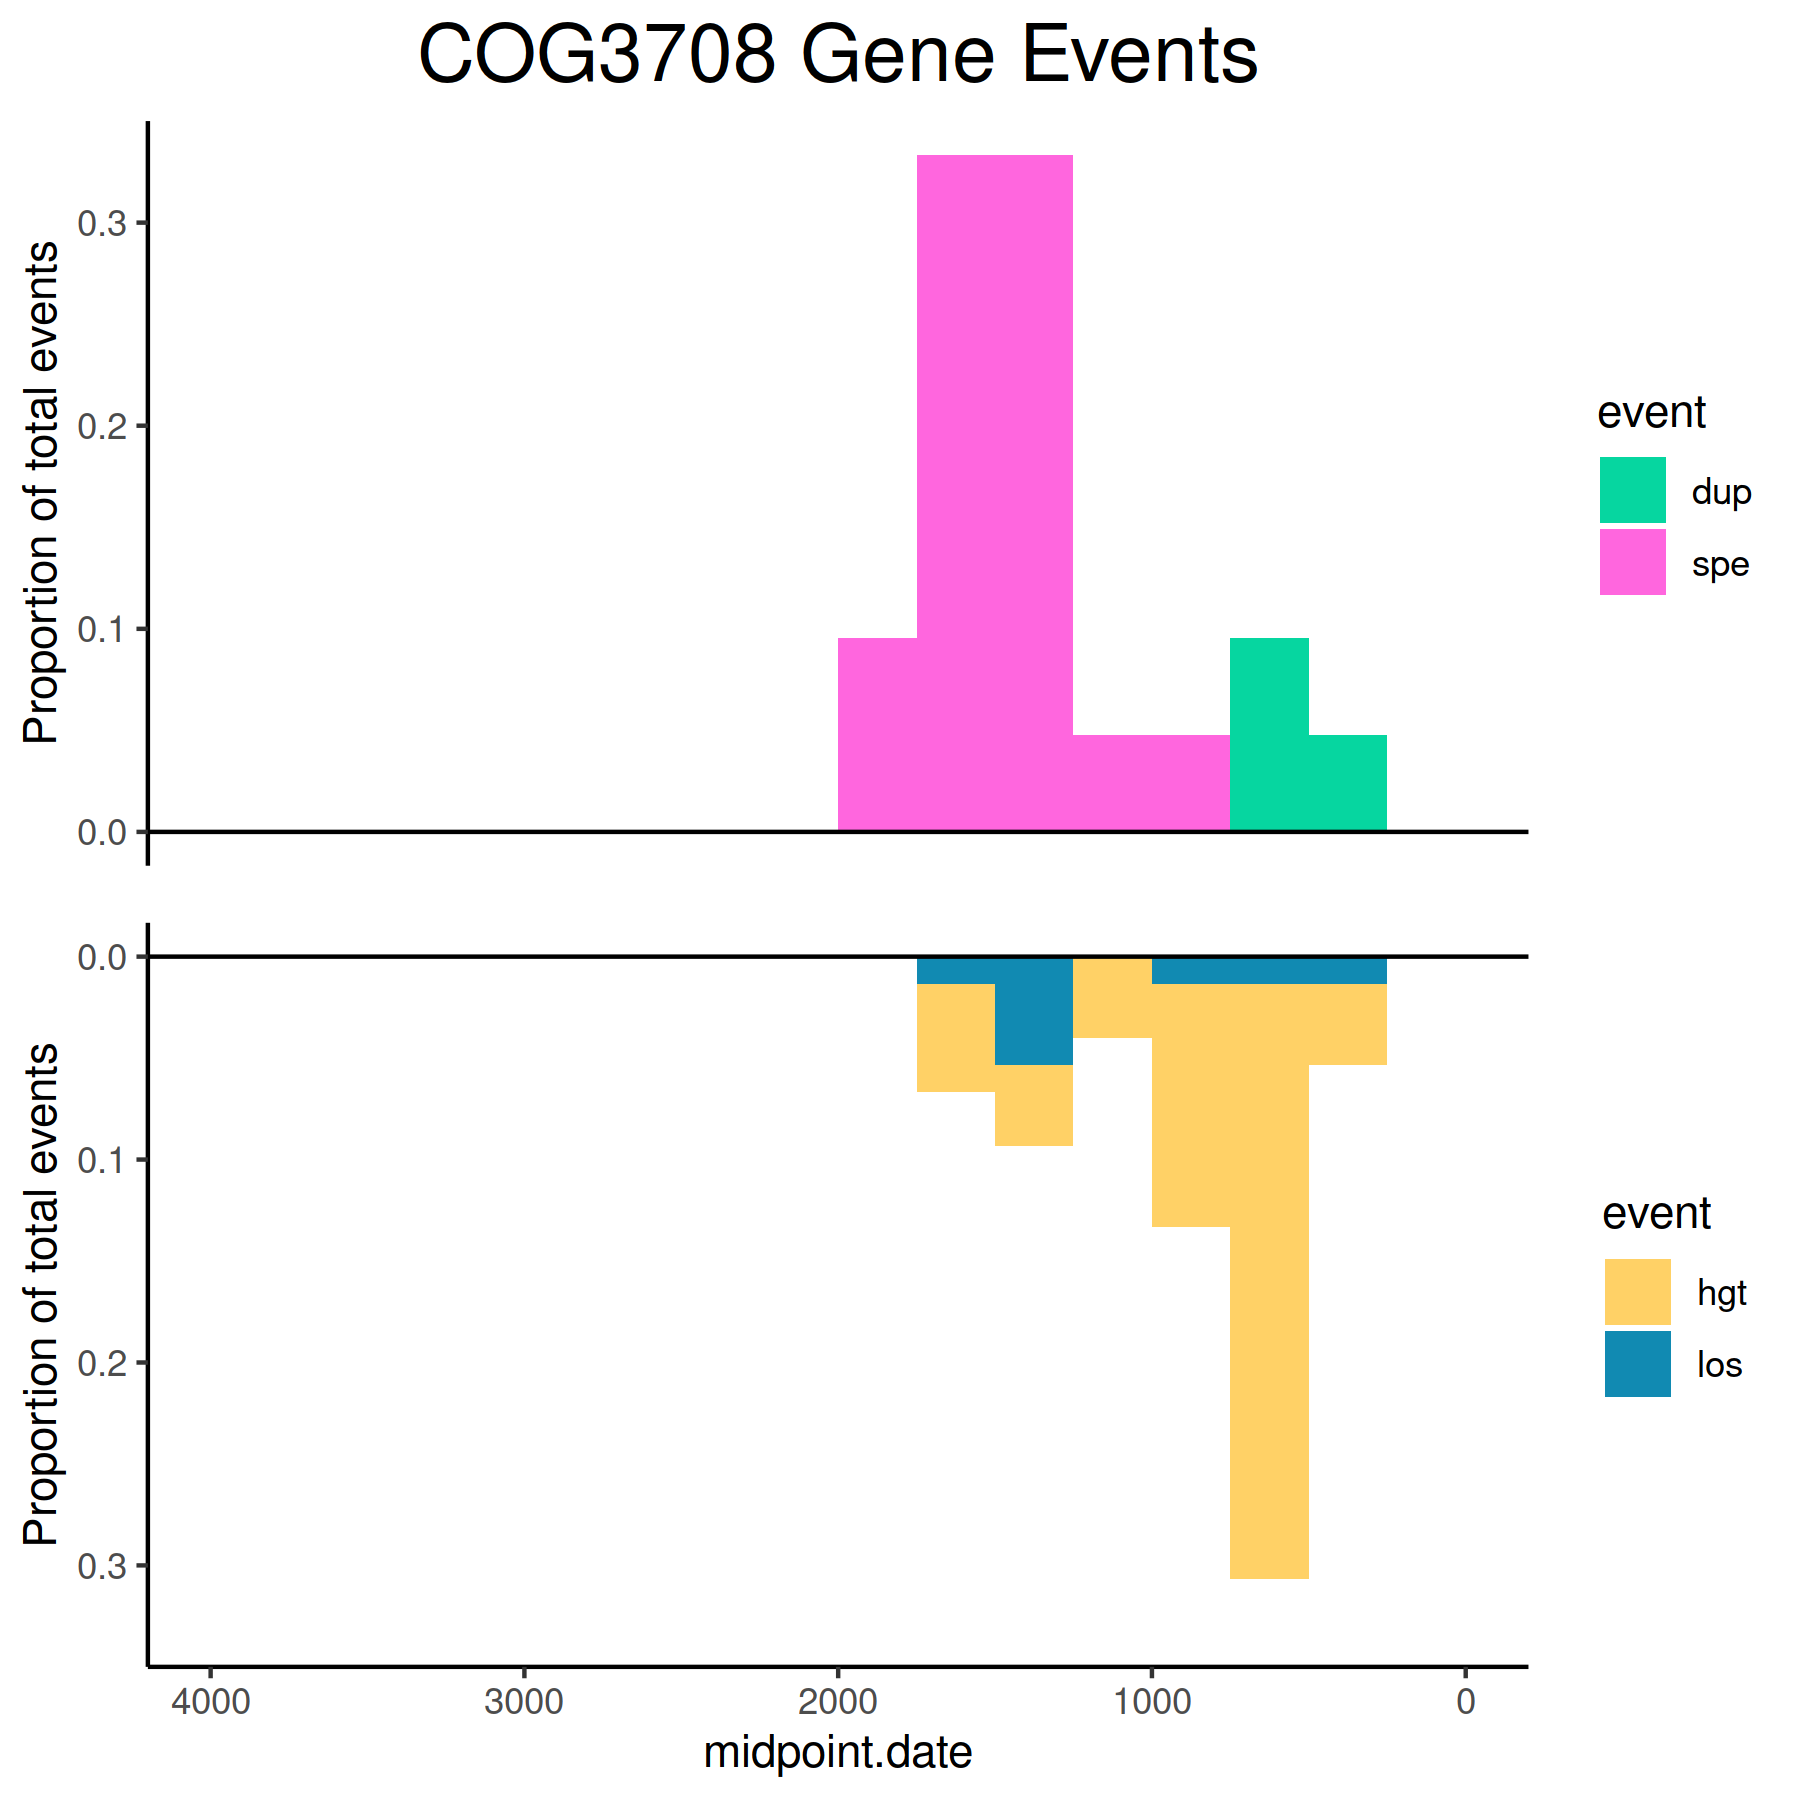 COG3708 Gene Events
Proportion of total events
0.3
0.2
0.1
0.0
event
dup
spe
Proportion of total events
0.0
0.1
0.2
0.3
event
hgt
los
4000 3000 2000 1000 0
midpoint.date